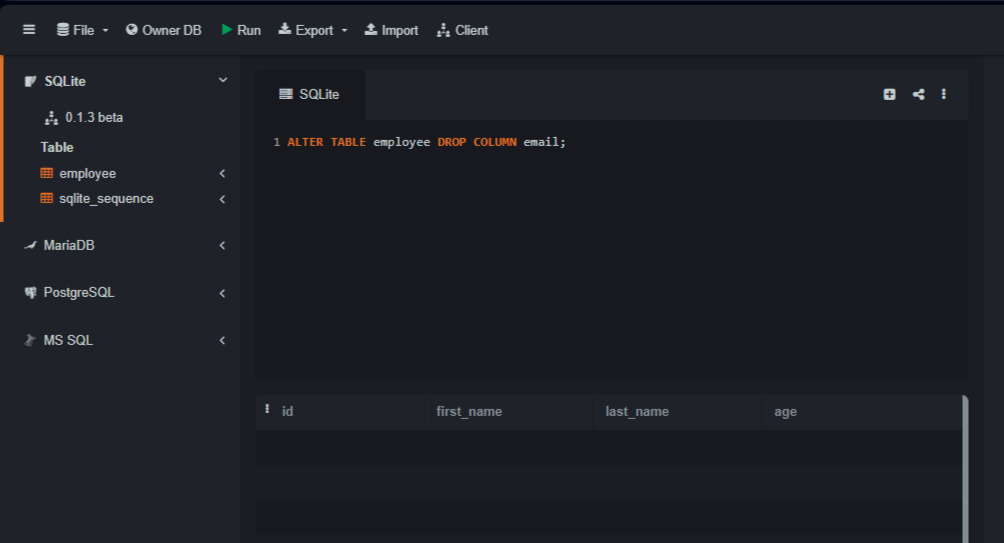 File Owner DB Run Export Import Client
SQLite
0.1.3 beta
Table
employee
sqlite_sequence
MariaDB
PostgreSQL
MS SQL
SQLite
1 ALTER TABLE employee DROP COLUMN email;
id first_name last_name age